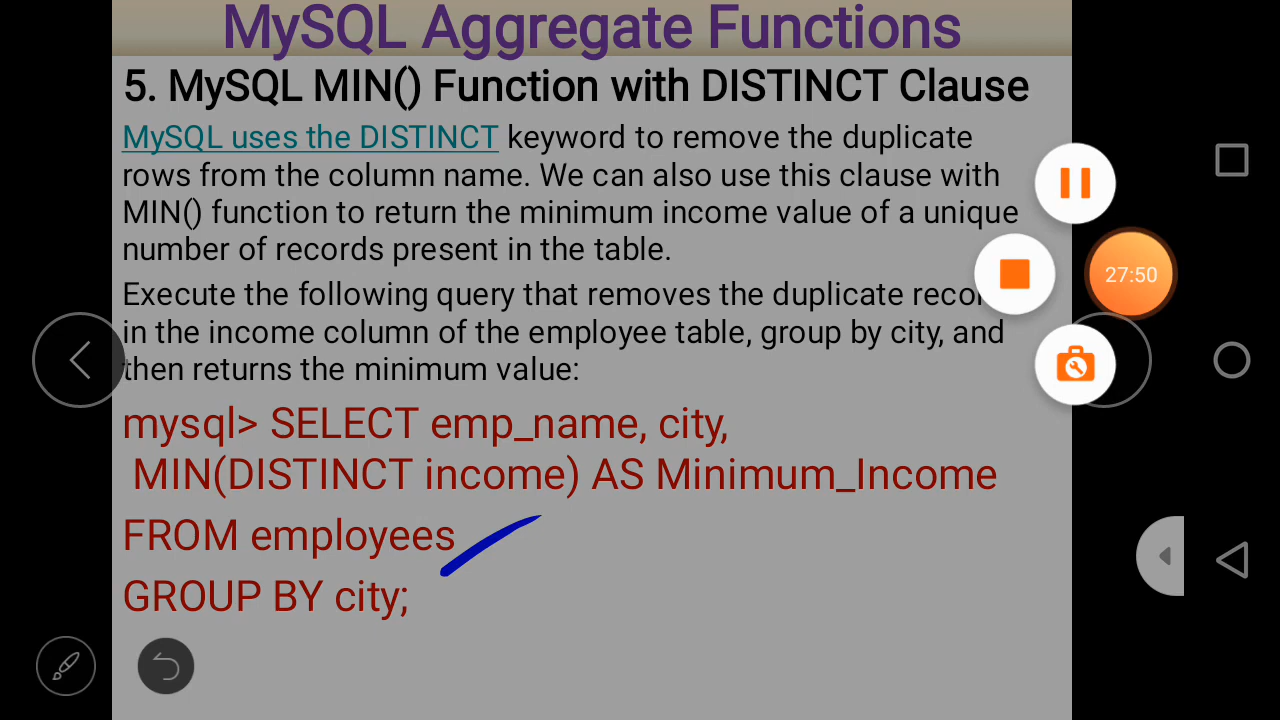 MySQL Aggregate Functions
5. MySQL MIN() Function with DISTINCT Clause
MySQL uses the DISTINCT keyword to remove the duplicate
rows from the column name. We can also use this clause with
MIN() function to return the minimum income value of a unique
number of records present in the table.
Execute the following query that removes the duplicate
in the income column of the employee table, group by city, and
then returns the minimum value:
mysql> SELECT emp_name, city,
MIN(DISTINCT income) AS Minimum_Income
FROM employees
GROUP BY city;
27:50